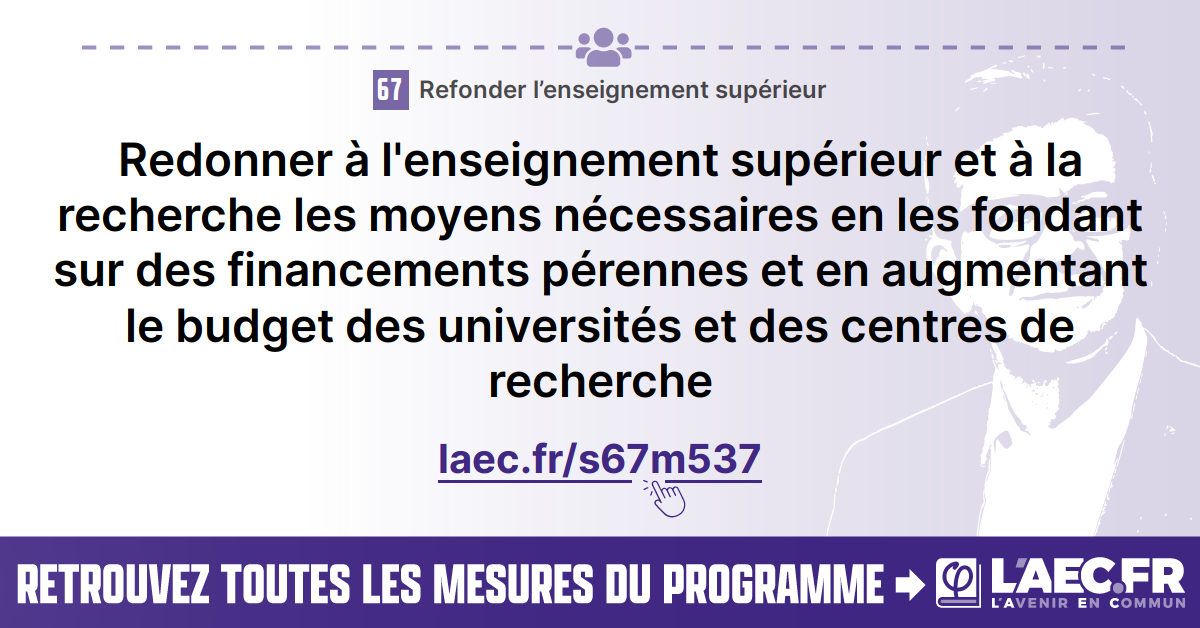 67 Refonder l’enseignement supérieur
Redonner à l'enseignement supérieur et à la
recherche les moyens nécessaires en les fondant
sur des financements pérennes et en augmentant
le budget des universités et des centres de
recherche
laec.fr/s67m537
RETROUVEZ TOUTES LES MESURES DU PROGRAMME
φ L'AEC.FR
L'AVENIR EN COMMUN